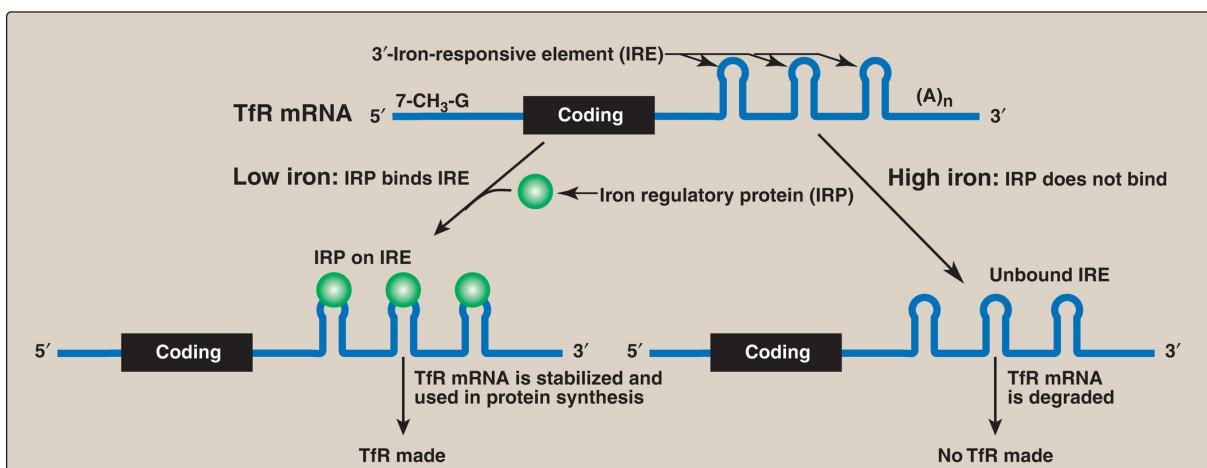 3′-Iron-responsive element (IRE)
TfR mRNA 5′ 7-CH₃-G Coding (A)ₙ 3′
Low iron: IRP binds IRE
High iron: IRP does not bind
Iron regulatory protein (IRP)
IRP on IRE
Unbound IRE
5′ Coding 3′
5′ Coding 3′
TfR mRNA is stabilized and
used in protein synthesis
TfR mRNA
is degraded
TfR made
No TfR made